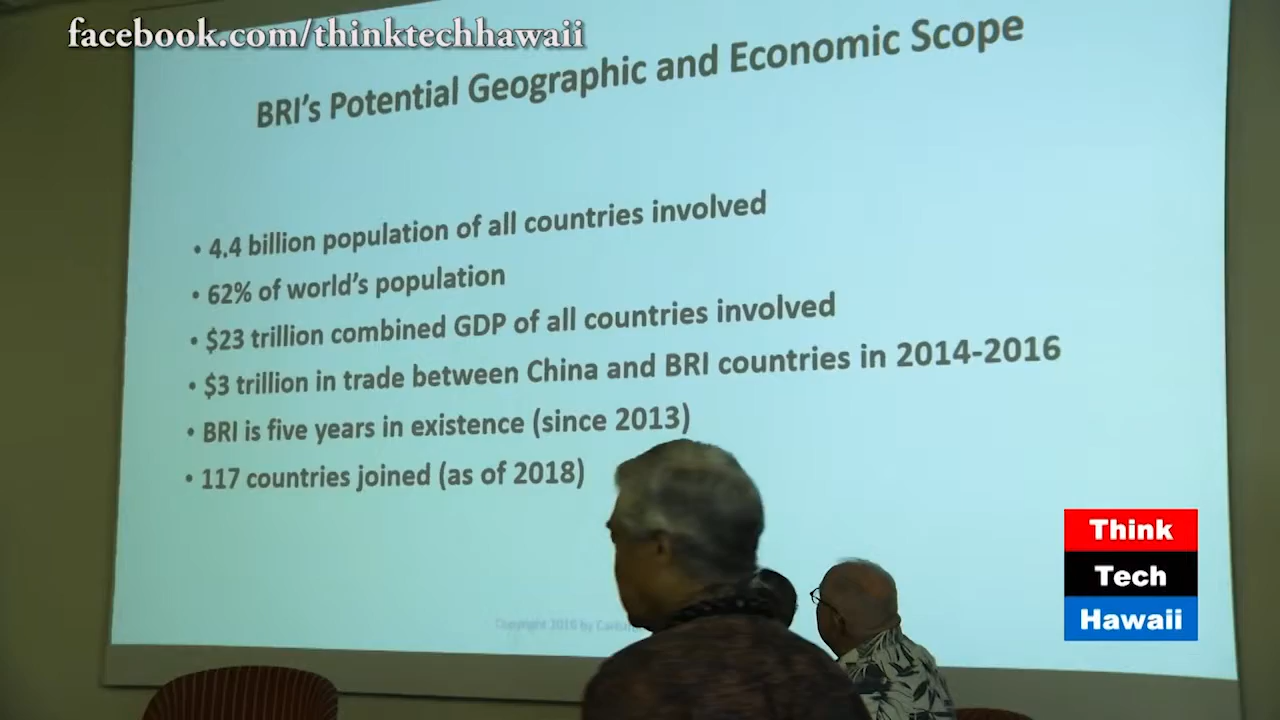 facebook.com/thinktechhawaii
BRI's Potential Geographic and Economic Scope
• 4.4 billion population of all countries involved
• 62% of world's population
• $23 trillion combined GDP of all countries involved
• $3 trillion in trade between China and BRI countries in 2014-2016
• BRI is five years in existence (since 2013)
• 117 countries joined (as of 2018)
Think
Tech
Hawaii
Copyright
by